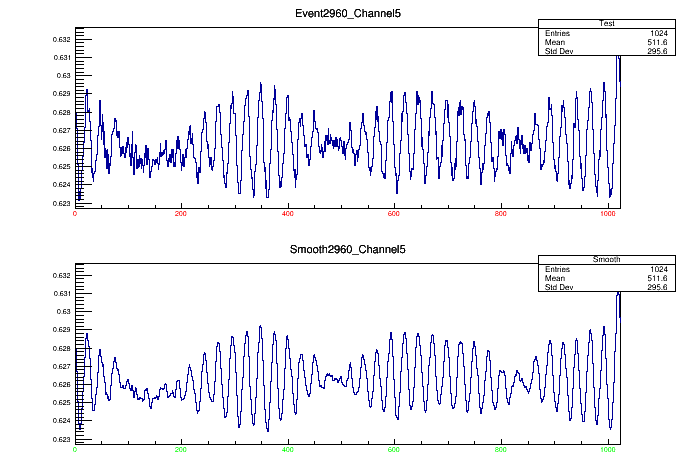 Event2960_Channel5
Test
Entries 1024
Mean 511.6
Std Dev 295.6
0.632
0.631
0.63
0.629
0.628
0.627
0.626
0.625
0.624
0.623
0 200 400 600 800 1000
Smooth2960_Channel5
Smooth
Entries 1024
Mean 511.6
Std Dev 295.6
0.632
0.631
0.63
0.629
0.628
0.627
0.626
0.625
0.624
0.623
0 200 400 600 800 1000